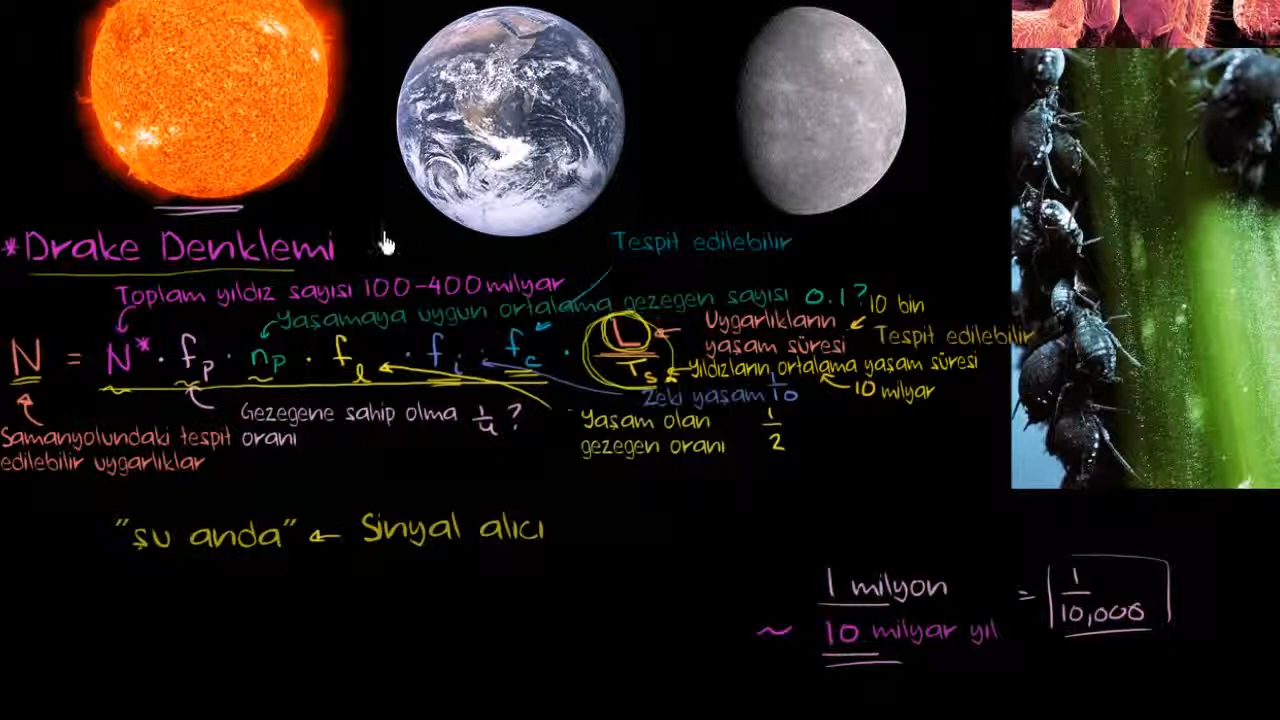 *Drake Denklemi
Tespit edilebilir
Toplam yıldız sayısı 100-400 milyar
Yaşamaya uygun ortalama gezegen sayısı 0.1?
10 bin
Uygarlıkların
yaşam süresi
Tespit edilebilir
N = N* · fp · np · fl · fi · fc · L/Ts
Yıldızların ortalama yaşam süresi
10 milyar
Zeki yaşam 1/10
Gezegene sahip olma 1/4 ?
oranı
Yaşam olan 1/2
gezegen oranı
Samanyolundaki tespit
edilebilir uygarlıklar
"şu anda" ← Sinyal alıcı
1 milyon
~ 10 milyar yıl
= 1/10,000